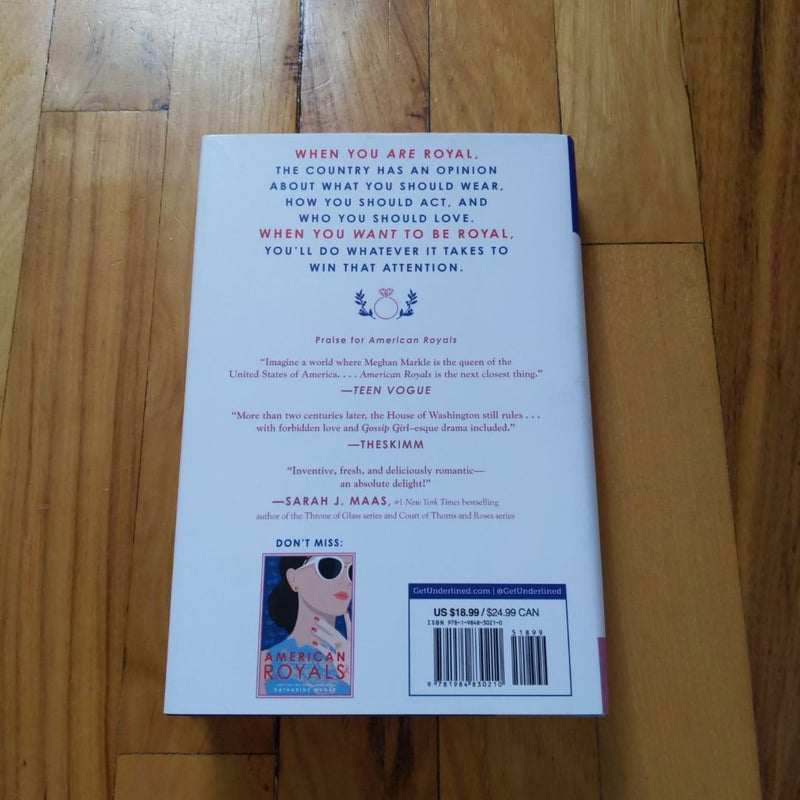 WHEN YOU ARE ROYAL,
THE COUNTRY HAS AN OPINION
ABOUT WHAT YOU SHOULD WEAR,
HOW YOU SHOULD ACT, AND
WHO YOU SHOULD LOVE.
WHEN YOU WANT TO BE ROYAL,
YOU'LL DO WHATEVER IT TAKES TO
WIN THAT ATTENTION.
Praise for American Royals
“Imagine a world where Meghan Markle is the queen of the
United States of America. . . . American Royals is the next closest thing.”
—TEEN VOGUE
“More than two centuries later, the House of Washington still rules . . .
with forbidden love and Gossip Girl–esque drama included.”
—THESKIMM
“Inventive, fresh, and deliciously romantic—
an absolute delight!”
—SARAH J. MAAS, #1 New York Times bestselling
author of the Throne of Glass series and Court of Thorns and Roses series
DON'T MISS:
AMERICAN
ROYALS
KATHARINE MCGEE
GetUnderlined.com | @GetUnderlined
US $18.99 / $24.99 CAN
ISBN 978-1-9848-3021-0
51899
9 781984 830210